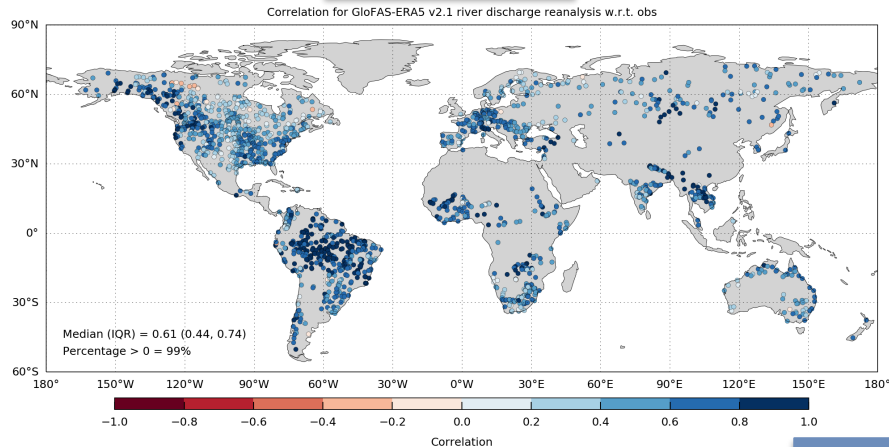 Correlation for GloFAS-ERA5 v2.1 river discharge reanalysis w.r.t. obs
90°N
60°N
30°N
0°
30°S
60°S
Median (IQR) = 0.61 (0.44, 0.74)
Percentage > 0 = 99%
180° 150°W 120°W 90°W 60°W 30°W 0°W 30°E 60°E 90°E 120°E 150°E 180°
−1.0 −0.8 −0.6 −0.4 −0.2 0.0 0.2 0.4 0.6 0.8 1.0
Correlation